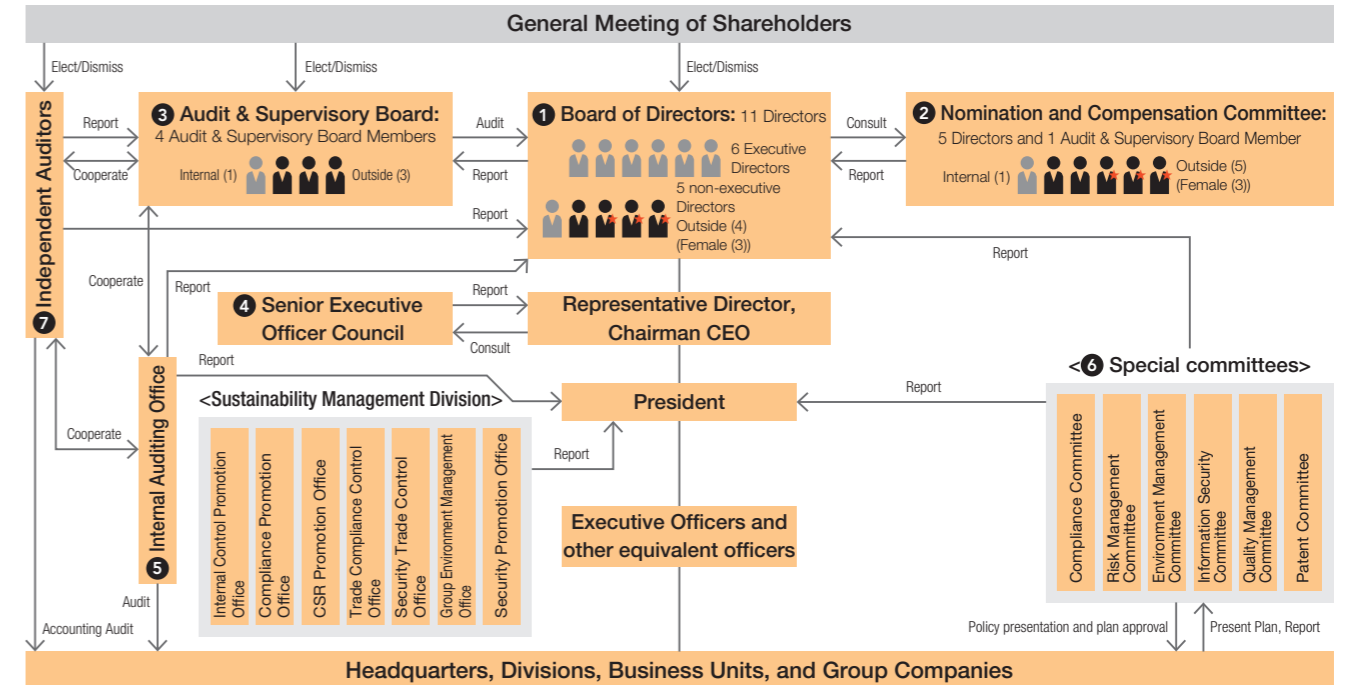 General Meeting of Shareholders
Elect/Dismiss
Elect/Dismiss
Elect/Dismiss
7 Independent Auditors
Report
Cooperate
3 Audit & Supervisory Board:
4 Audit & Supervisory Board Members
Internal (1)
Outside (3)
Audit
Report
Report
1 Board of Directors: 11 Directors
6 Executive
Directors
5 non-executive
Directors
Outside (4)
(Female (3))
Consult
Report
2 Nomination and Compensation Committee:
5 Directors and 1 Audit & Supervisory Board Member
Internal (1)
Outside (5)
(Female (3))
Cooperate
Report
Report
4 Senior Executive
Officer Council
Report
Consult
Representative Director,
Chairman CEO
Report
<6 Special committees>
Report
President
Report
5 Internal Auditing Office
Cooperate
<Sustainability Management Division>
Internal Control Promotion
Office
Compliance Promotion
Office
CSR Promotion Office
Trade Compliance Control
Office
Security Trade Control
Office
Group Environment Management
Office
Security Promotion Office
Report
Executive Officers and
other equivalent officers
Compliance Committee
Risk Management
Committee
Environment Management
Committee
Information Security
Committee
Quality Management
Committee
Patent Committee
Audit
Accounting Audit
Policy presentation and plan approval
Present Plan, Report
Headquarters, Divisions, Business Units, and Group Companies